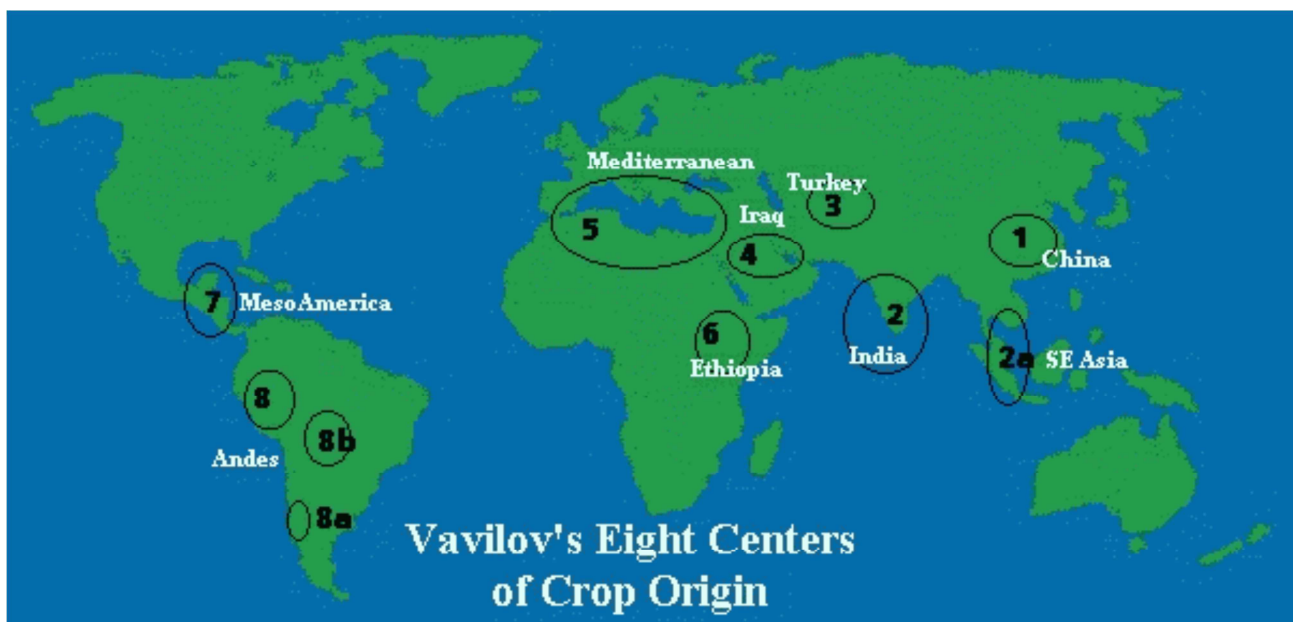 Mediterranean
Turkey
3
Iraq
5
4
1
China
7
MesoAmerica
2
6
India
Ethiopia
2a
SE Asia
8
8b
Andes
8a
Vavilov's Eight Centers
of Crop Origin